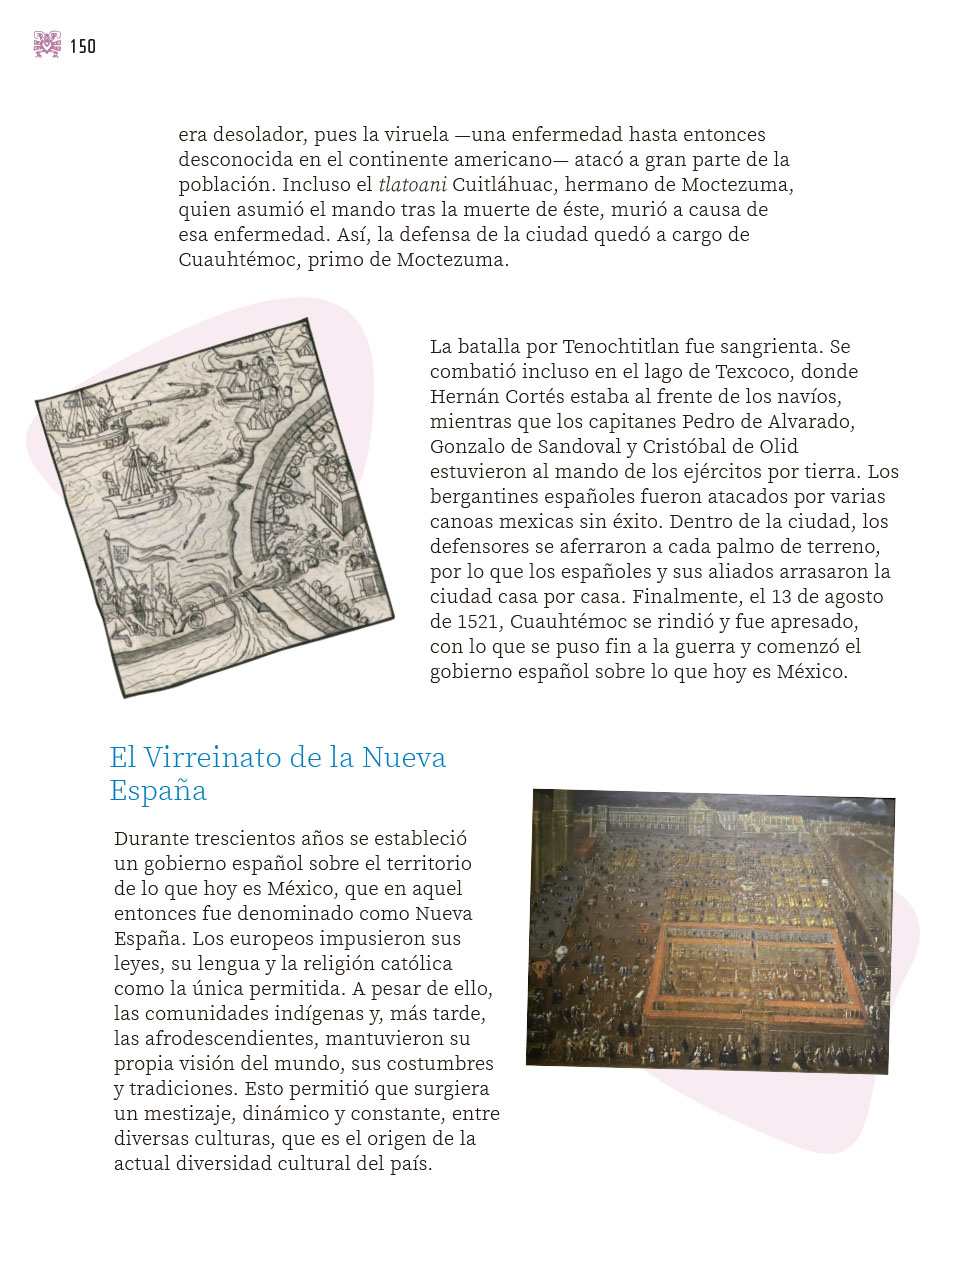 150
era desolador, pues la viruela —una enfermedad hasta entonces
desconocida en el continente americano— atacó a gran parte de la
población. Incluso el tlatoani Cuitláhuac, hermano de Moctezuma,
quien asumió el mando tras la muerte de éste, murió a causa de
esa enfermedad. Así, la defensa de la ciudad quedó a cargo de
Cuauhtémoc, primo de Moctezuma.
La batalla por Tenochtitlan fue sangrienta. Se
combatió incluso en el lago de Texcoco, donde
Hernán Cortés estaba al frente de los navíos,
mientras que los capitanes Pedro de Alvarado,
Gonzalo de Sandoval y Cristóbal de Olid
estuvieron al mando de los ejércitos por tierra. Los
bergantines españoles fueron atacados por varias
canoas mexicas sin éxito. Dentro de la ciudad, los
defensores se aferraron a cada palmo de terreno,
por lo que los españoles y sus aliados arrasaron la
ciudad casa por casa. Finalmente, el 13 de agosto
de 1521, Cuauhtémoc se rindió y fue apresado,
con lo que se puso fin a la guerra y comenzó el
gobierno español sobre lo que hoy es México.
El Virreinato de la Nueva
España
Durante trescientos años se estableció
un gobierno español sobre el territorio
de lo que hoy es México, que en aquel
entonces fue denominado como Nueva
España. Los europeos impusieron sus
leyes, su lengua y la religión católica
como la única permitida. A pesar de ello,
las comunidades indígenas y, más tarde,
las afrodescendientes, mantuvieron su
propia visión del mundo, sus costumbres
y tradiciones. Esto permitió que surgiera
un mestizaje, dinámico y constante, entre
diversas culturas, que es el origen de la
actual diversidad cultural del país.